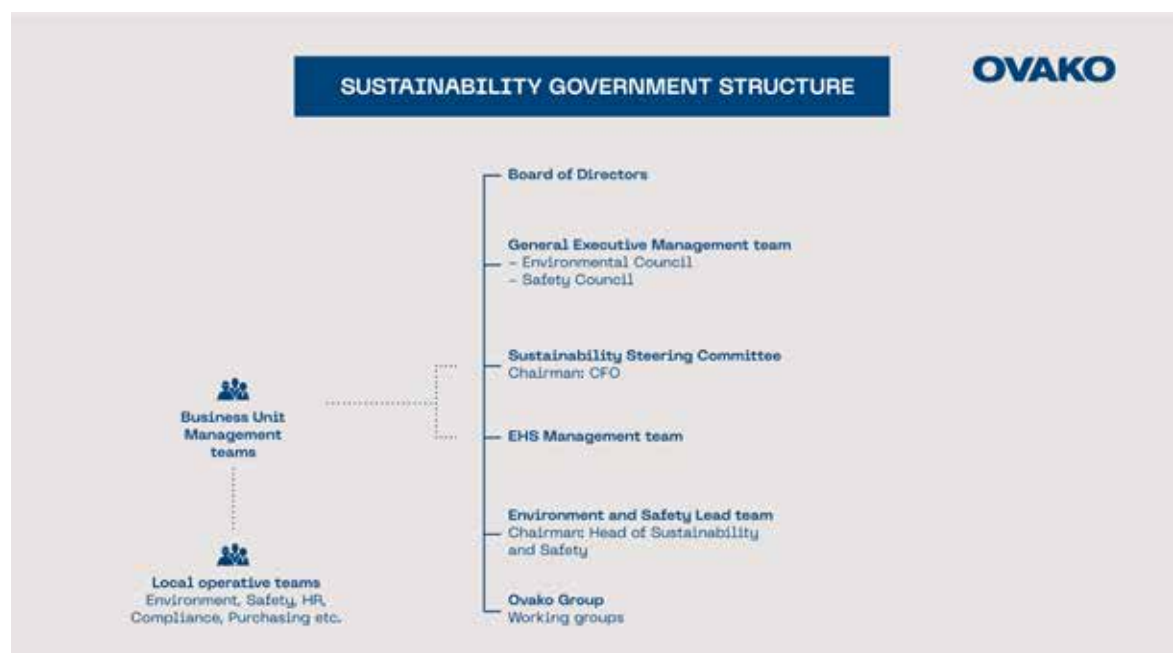 SUSTAINABILITY GOVERNMENT STRUCTURE
OVAKO
Board of Directors
General Executive Management team
– Environmental Council
– Safety Council
Sustainability Steering Committee
Chairman: CFO
Business Unit
Management
teams
EHS Management team
Environment and Safety Lead team
Chairman: Head of Sustainability
and Safety
Local operative teams
Environment, Safety, HR,
Compliance, Purchasing etc.
Ovako Group
Working groups